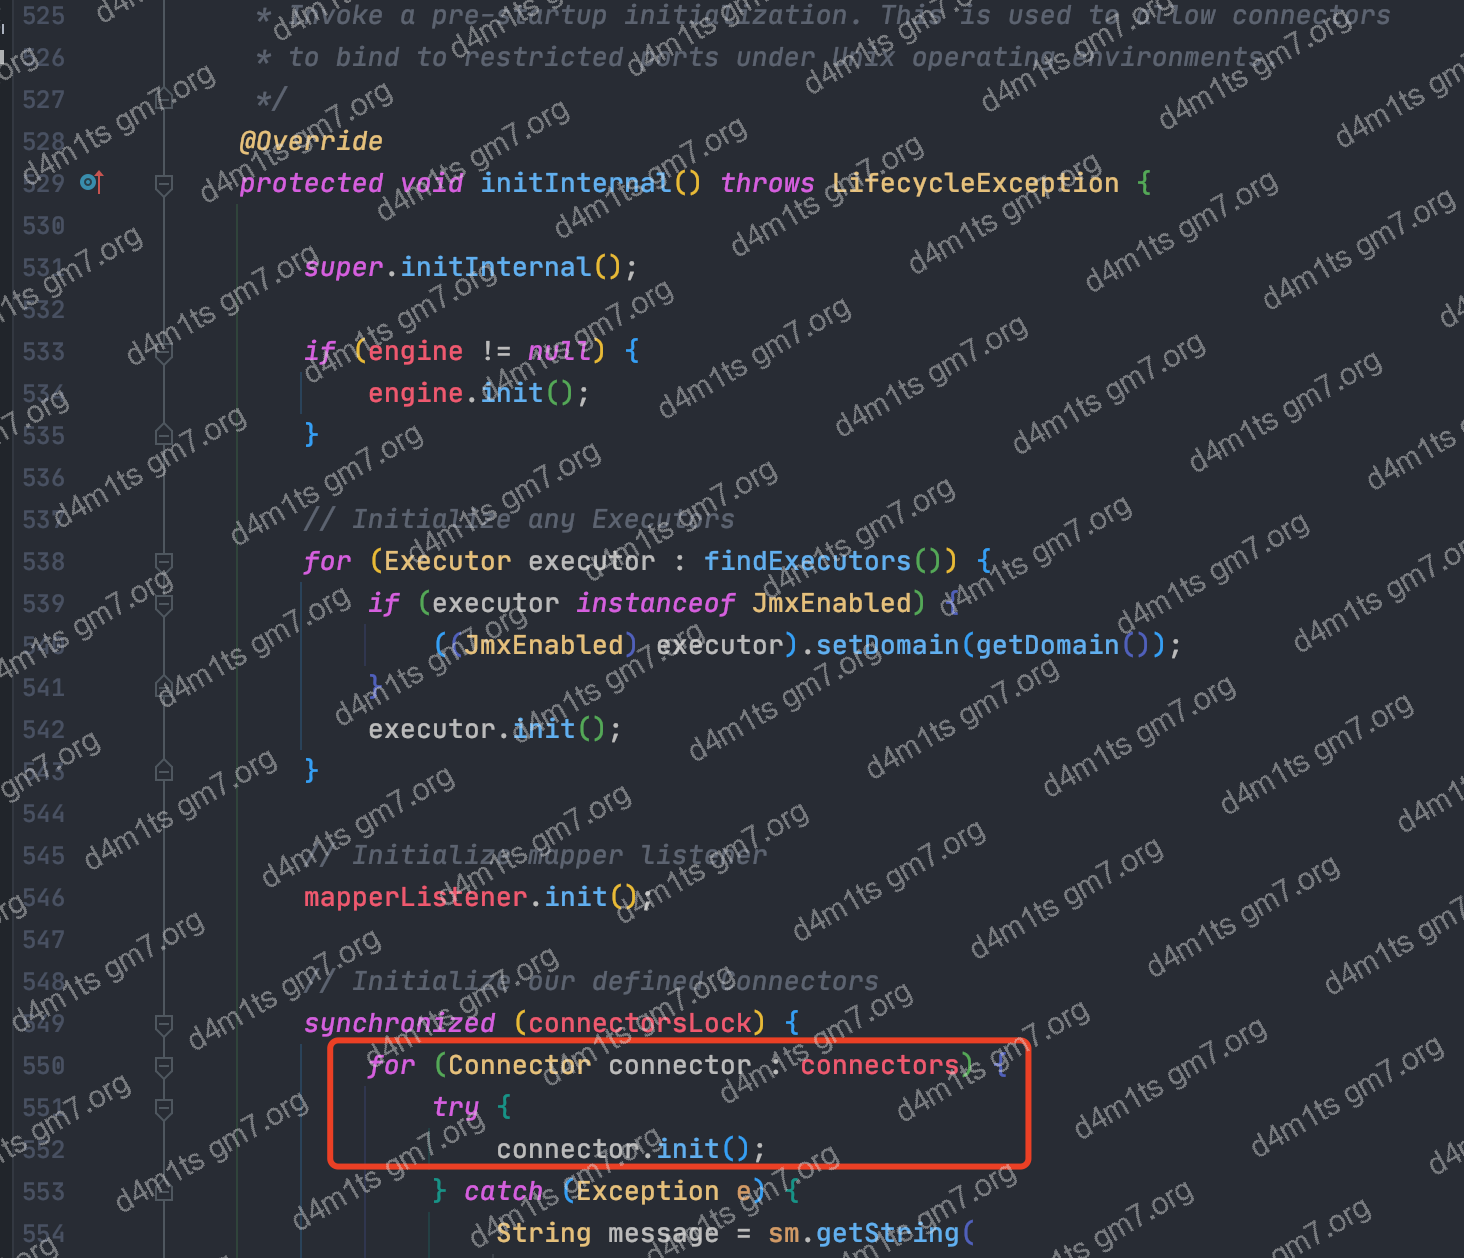 525 * Invoke a pre-startup initialization. This is used to allow connectors
526 * to bind to restricted ports under Unix operating environments.
527 */
528 @Override
529 protected void initInternal() throws LifecycleException {
530
531 super.initInternal();
532
533 if (engine != null) {
534 engine.init();
535 }
536
537 // Initialize any Executors
538 for (Executor executor : findExecutors()) {
539 if (executor instanceof JmxEnabled) {
540 ((JmxEnabled) executor).setDomain(getDomain());
541 }
542 executor.init();
543 }
544
545 // Initialize mapper listener
546 mapperListener.init();
547
548 // Initialize our defined Connectors
549 synchronized (connectorsLock) {
550 for (Connector connector : connectors) {
551 try {
552 connector.init();
553 } catch (Exception e) {
554 String message = sm.getString(
d4m1ts gm7.org